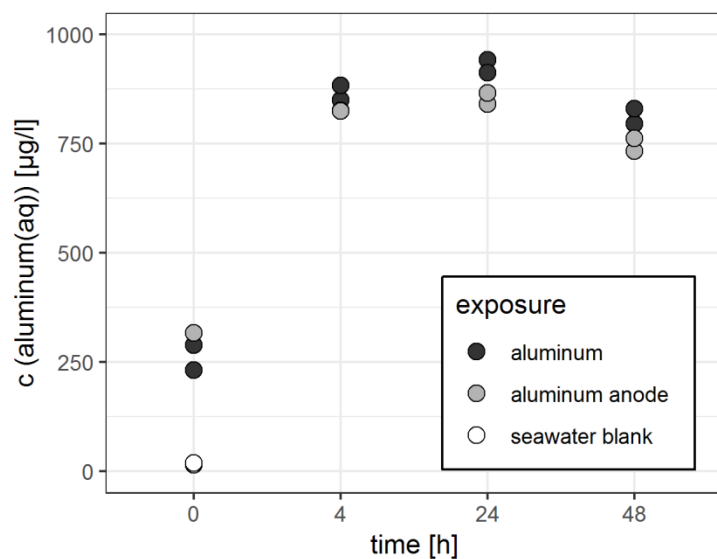 1000
750
500
250
0
c (aluminum(aq)) [µg/l]
exposure
aluminum
aluminum anode
seawater blank
0 4 24 48
time [h]